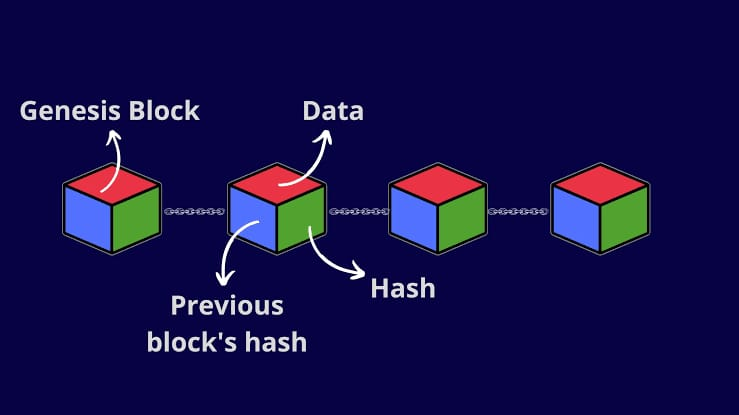 Genesis Block
Data
Hash
Previous
block's hash